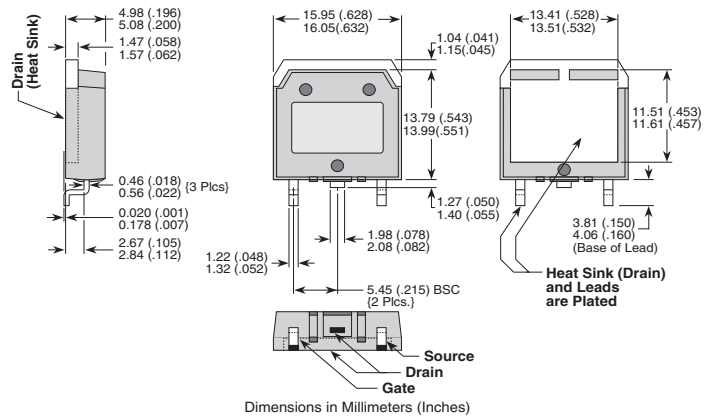 4.98 (.196)
5.08 (.200)
1.47 (.058)
1.57 (.062)
Drain
(Heat Sink)
0.46 (.018)
0.56 (.022) {3 Plcs}
0.020 (.001)
0.178 (.007)
2.67 (.105)
2.84 (.112)
15.95 (.628)
16.05(.632)
1.04 (.041)
1.15(.045)
13.79 (.543)
13.99(.551)
1.27 (.050)
1.40 (.055)
1.98 (.078)
2.08 (.082)
1.22 (.048)
1.32 (.052)
5.45 (.215) BSC
{2 Plcs.}
13.41 (.528)
13.51(.532)
11.51 (.453)
11.61 (.457)
3.81 (.150)
4.06 (.160)
(Base of Lead)
Heat Sink (Drain)
and Leads
are Plated
Source
Drain
Gate
Dimensions in Millimeters (Inches)